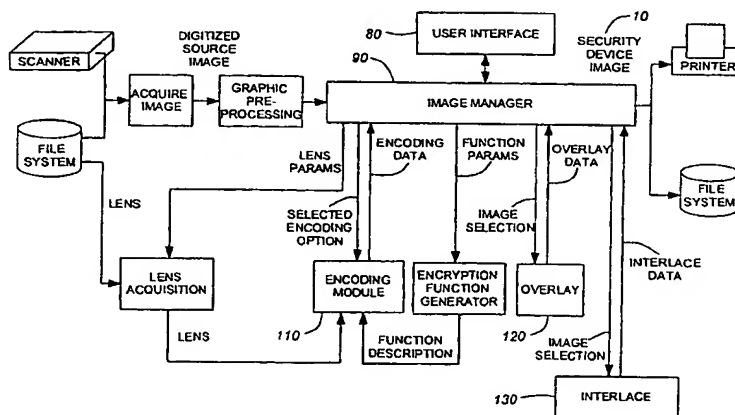 80
USER INTERFACE
10
SECURITY
DEVICE
IMAGE
PRINTER
SCANNER
DIGITIZED
SOURCE
IMAGE
90
ACQUIRE
IMAGE
GRAPHIC
PRE-
PROCESSING
IMAGE MANAGER
FILE
SYSTEM
LENS
PARAMS
ENCODING
DATA
FUNCTION
PARAMS
OVERLAY
DATA
FILE
SYSTEM
LENS
SELECTED
ENCODING
OPTION
IMAGE
SELECTION
INTERLACE
DATA
LENS
ACQUISITION
ENCODING
MODULE
110
ENCRYPTION
FUNCTION
GENERATOR
OVERLAY
120
LENS
FUNCTION
DESCRIPTION
IMAGE
SELECTION
130
INTERLACE